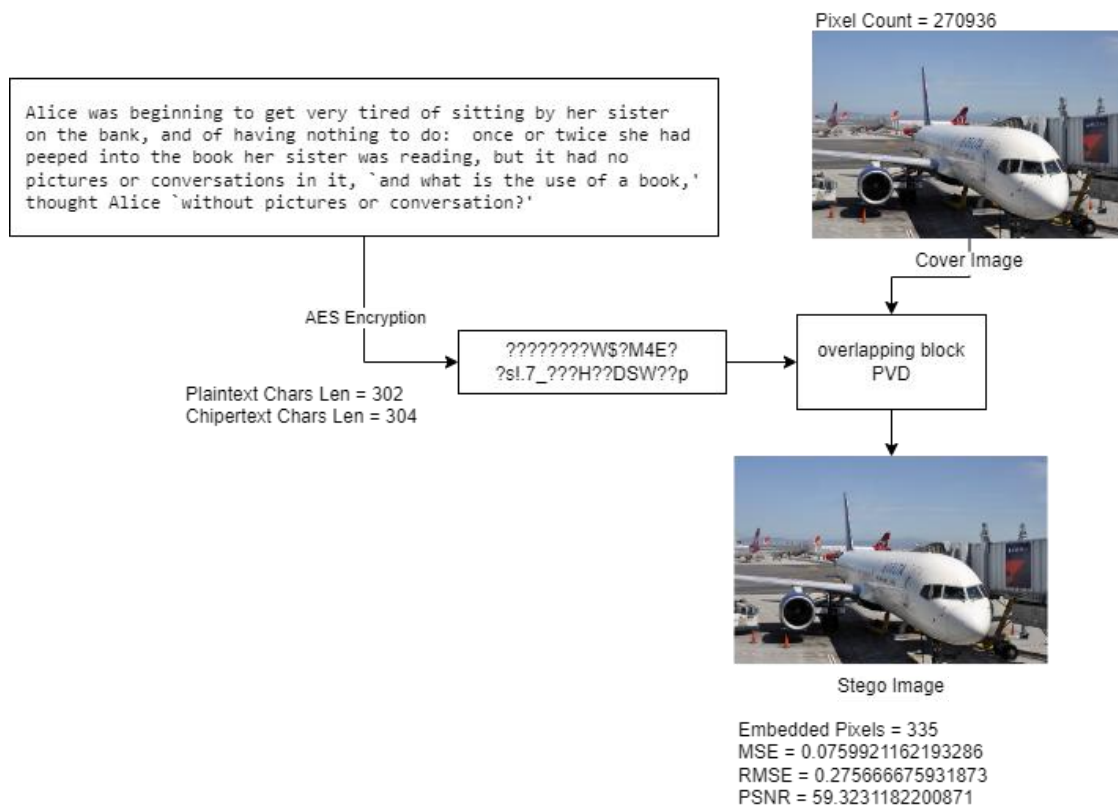 Pixel Count = 270936
Alice was beginning to get very tired of sitting by her sister
on the bank, and of having nothing to do:  once or twice she had
peeped into the book her sister was reading, but it had no
pictures or conversations in it, `and what is the use of a book,'
thought Alice `without pictures or conversation?'
Cover Image
AES Encryption
????????W$?M4E?
?s!.7_???H??DSW??p
overlapping block
PVD
Plaintext Chars Len = 302
Chipertext Chars Len = 304
Stego Image
Embedded Pixels = 335
MSE = 0.0759921162193286
RMSE = 0.275666675931873
PSNR = 59.3231182200871